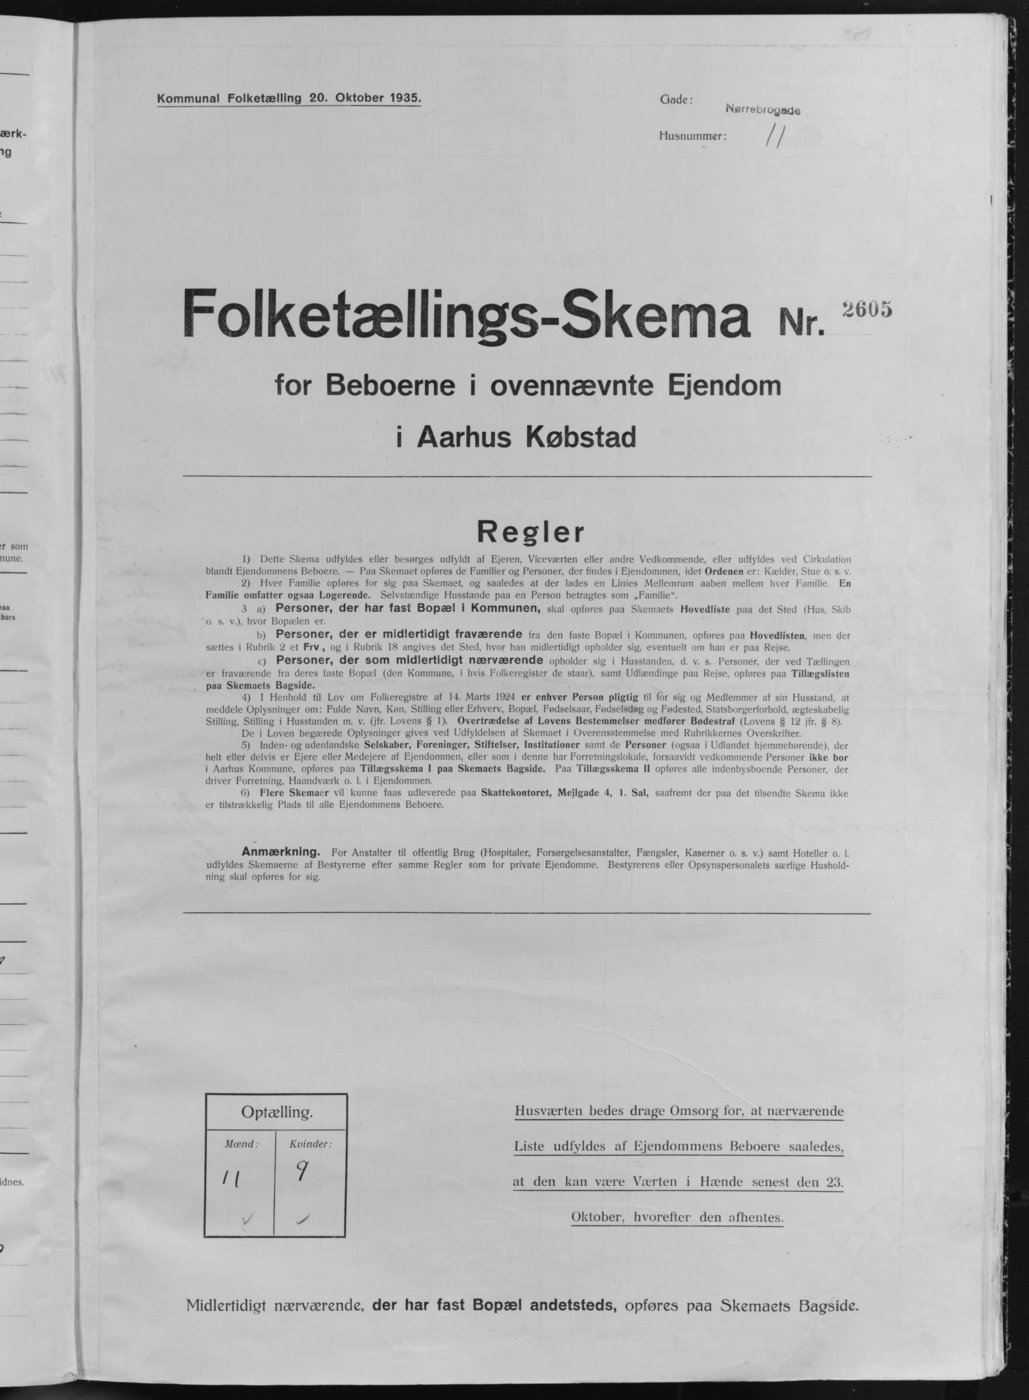 Kommunal Folketælling 20. Oktober 1935.
Gade:
Nørrebrogade
Husnummer: 11
Folketællings-Skema Nr. 2605
for Beboerne i ovennævnte Ejendom
i Aarhus Købstad
Regler
1) Dette Skema udfyldes eller besørges udfyldt af Ejeren, Viceværten eller andre Vedkommende, eller udfyldes ved Cirkulation
blandt Ejendommens Beboere. — Paa Skemaet opføres de Familier og Personer, der findes i Ejendommen, idet Ordenen er: Kælder, Stue o. s. v.
2) Hver Familie opføres for sig paa Skemaet, og saaledes at der lades en Linies Mellemrum aaben mellem hver Familie. En
Familie omfatter ogsaa Logerende. Selvstændige Husstande paa en Person betragtes som „Familie“.
3 a) Personer, der har fast Bopæl i Kommunen, skal opføres paa Skemaets Hovedliste paa det Sted (Hus, Skib
o. s. v.), hvor Bopælen er.
b) Personer, der er midlertidigt fraværende fra den faste Bopæl i Kommunen, opføres paa Hovedlisten, men der
sættes i Rubrik 2 et Frv., og i Rubrik 18 angives det Sted, hvor han midlertidigt opholder sig, eventuelt om han er paa Rejse.
c) Personer, der som midlertidigt nærværende opholder sig i Husstanden, d. v. s. Personer, der ved Tællingen
er fraværende fra deres faste Bopæl (den Kommune, i hvis Folkeregister de staar), samt Udlændinge paa Rejse, opføres paa Tillægslisten
paa Skemaets Bagside.
4) I Henhold til Lov om Folkeregistre af 14. Marts 1924 er enhver Person pligtig til for sig og Medlemmer af sin Husstand, at
meddele Oplysninger om: Fulde Navn, Køn, Stilling eller Erhverv, Bopæl, Fødselsaar, Fødselsdag og Fødested, Statsborgerforhold, ægteskabelig
Stilling, Stilling i Husstanden m. v. (jfr. Lovens § 1). Overtrædelse af Lovens Bestemmelser medfører Bødestraf (Lovens § 12 jfr. § 8).
De i Loven begærede Oplysninger gives ved Udfyldelsen af Skemaet i Overensstemmelse med Rubrikkernes Overskrifter.
5) Inden- og udenlandske Selskaber, Foreninger, Stiftelser, Institutioner samt de Personer (ogsaa i Udlandet hjemmehørende), der
helt eller delvis er Ejere eller Medejere af Ejendommen, eller som i denne har Forretningslokale, forsaavidt vedkommende Personer ikke bor
i Aarhus Kommune, opføres paa Tillægsskema I paa Skemaets Bagside. Paa Tillægsskema II opføres alle indenbysboende Personer, der
driver Forretning, Haandværk o. l. i Ejendommen.
6) Flere Skemaer vil kunne faas udleverede paa Skattekontoret, Mejlgade 4, 1. Sal, saafremt der paa det tilsendte Skema ikke
er tilstrækkelig Plads til alle Ejendommens Beboere.
Anmærkning. For Anstalter til offentlig Brug (Hospitaler, Forsørgelsesanstalter, Fængsler, Kaserner o. s. v.) samt Hoteller o. l.
udfyldes Skemaerne af Bestyrerne efter samme Regler som for private Ejendomme. Bestyrerens eller Opsynspersonalets særlige Hushold-
ning skal opføres for sig.
Optælling.
Mænd: Kvinder:
11 9
Husværten bedes drage Omsorg for, at nærværende
Liste udfyldes af Ejendommens Beboere saaledes,
at den kan være Værten i Hænde senest den 23.
Oktober, hvorefter den afhentes.
Midlertidigt nærværende, der har fast Bopæl andetsteds, opføres paa Skemaets Bagside.